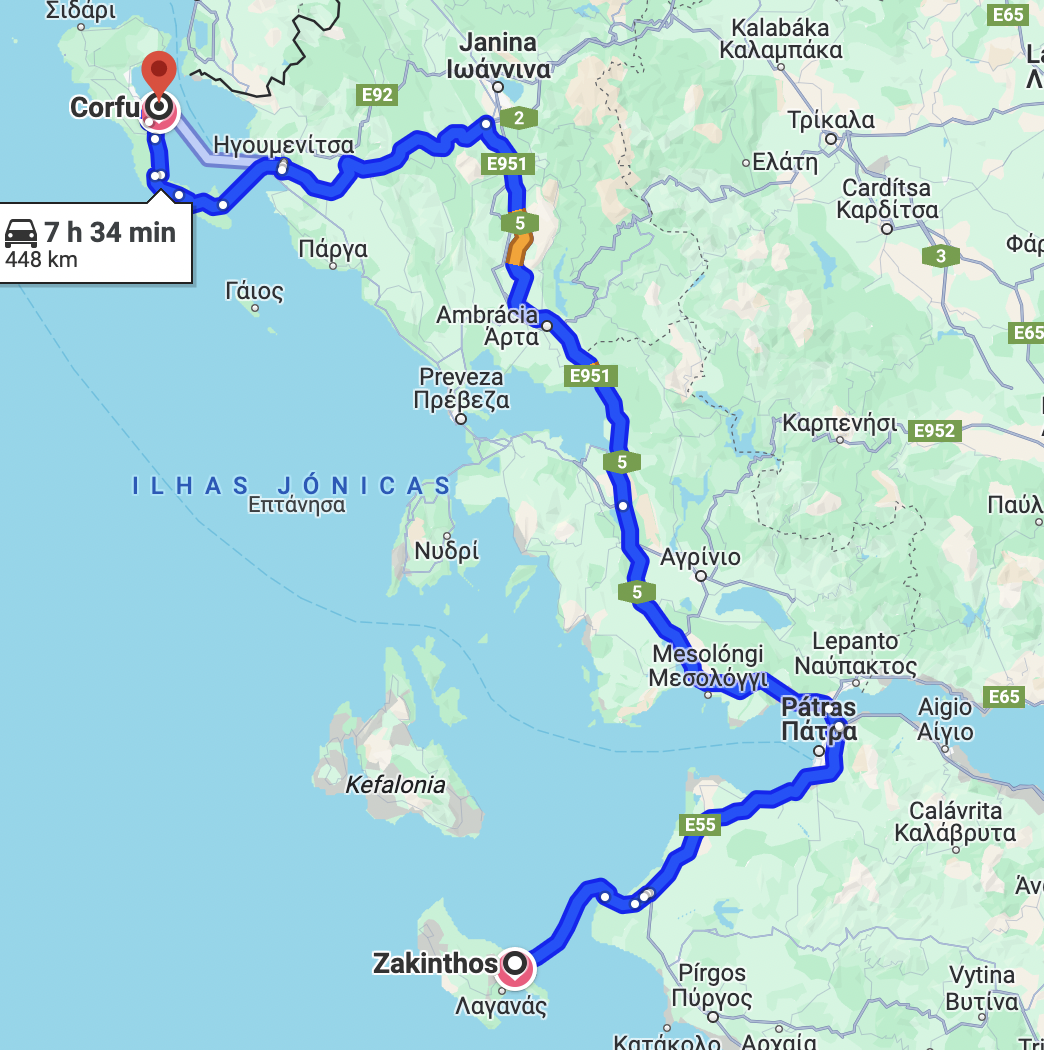 Σιδάρι
E65
Kalabáka
Καλαμπάκα
Janina
Ιωάννινα
E92
Corfu
2
Τρίκαλα
Ηγουμενίτσα
E951
Ελάτη
Cardítsa
Καρδίτσα
5
7 h 34 min
448 km
Πάργα
3
Γάιος
Ambrácia
Άρτα
E65
E951
Preveza
Πρέβεζα
Καρπενήσι
E952
5
ILHAS JÓNICAS
Επτάνησα
Νυδρί
Αγρίνιο
5
Lepanto
Ναύπακτος
Mesolóngi
Μεσολόγγι
E65
Pátras
Πάτρα
Aigio
Αίγιο
Kefalonia
E55
Calávrita
Καλάβρυτα
Zakinthos
Λαγανάς
Pírgos
Πύργος
Vytina
Βυτίνα
Κατάκολο
Αρχαία